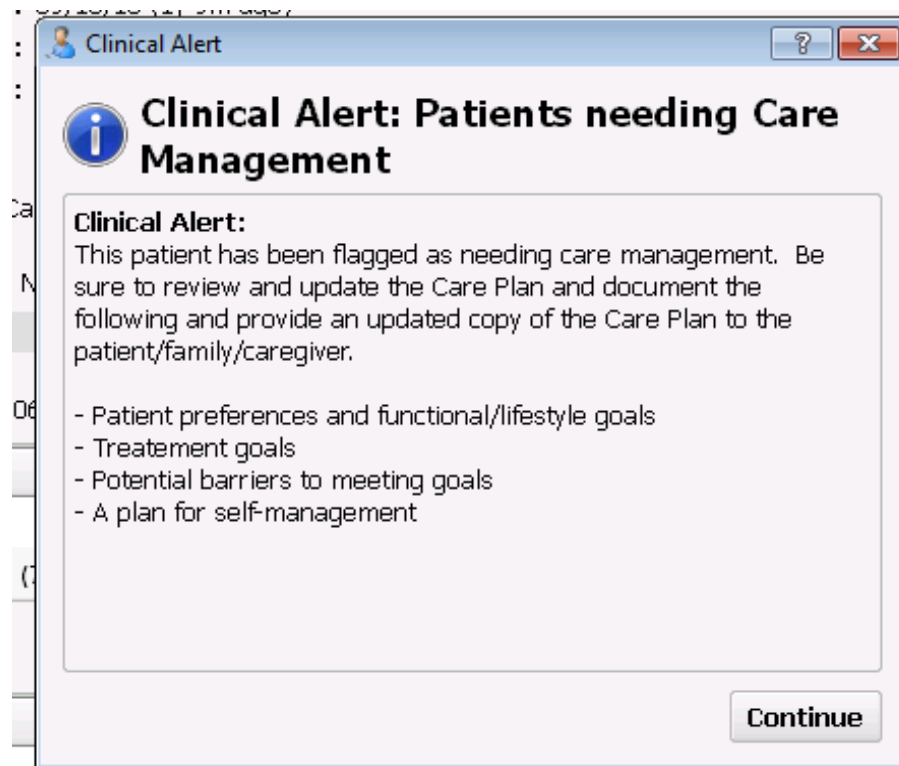 Clinical Alert
Clinical Alert: Patients needing Care
Management
Clinical Alert:
This patient has been flagged as needing care management.  Be
sure to review and update the Care Plan and document the
following and provide an updated copy of the Care Plan to the
patient/family/caregiver.
- Patient preferences and functional/lifestyle goals
- Treatement goals
- Potential barriers to meeting goals
- A plan for self-management
Continue